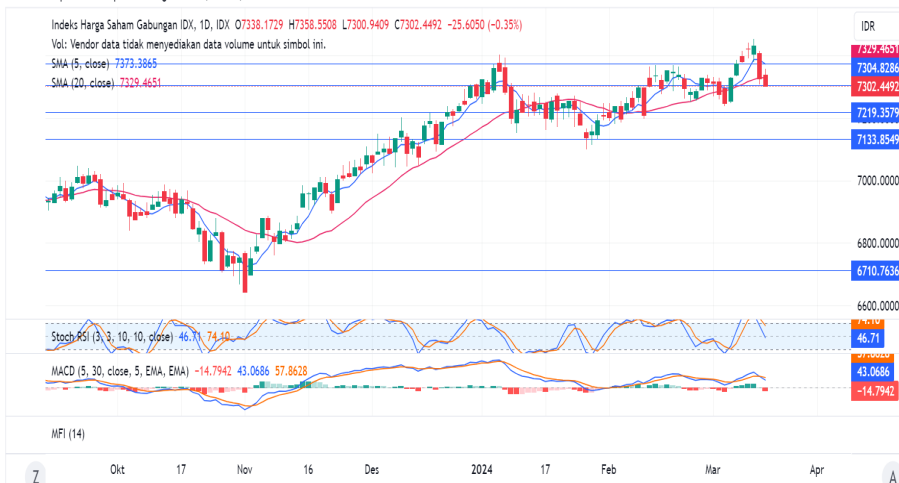 Indeks Harga Saham Gabungan IDX, 1D, IDX O7338.1729 H7358.5508 L7300.9409 C7302.4492 −25.6050 (−0.35%)
Vol: Vendor data tidak menyediakan data volume untuk simbol ini.
SMA (5, close) 7373.3865
SMA (20, close) 7329.4651
IDR
7329.4651
7304.8286
7302.4492
7219.3579
7133.8549
7000.0000
6800.0000
6710.7636
6600.0000
Stoch RSI (3, 3, 10, 10, close) 46.71 74.10
74.10
46.71
MACD (5, 30, close, 5, EMA, EMA) −14.7942 43.0686 57.8628
57.8628
43.0686
−14.7942
MFI (14)
Z Okt 17 Nov 16 Des 2024 17 Feb Mar Apr A